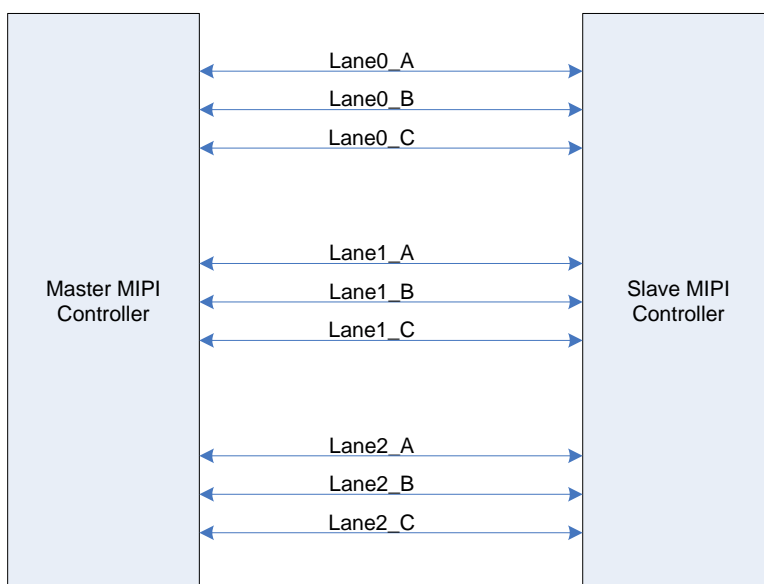 Lane0_A
Lane0_B
Lane0_C
Lane1_A
Master MIPI
Controller
Lane1_B
Slave MIPI
Controller
Lane1_C
Lane2_A
Lane2_B
Lane2_C